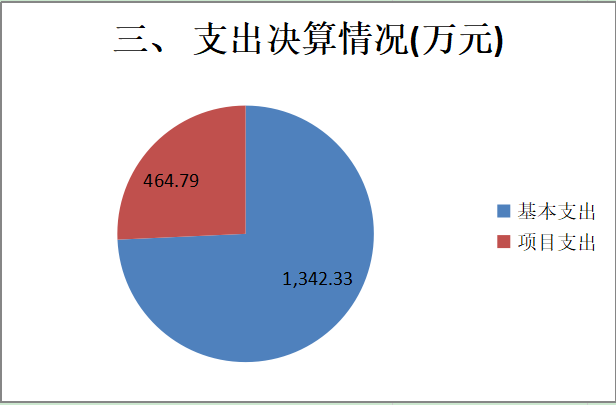 三、 支出决算情况(万元)
464.79
1,342.33
基本支出
项目支出